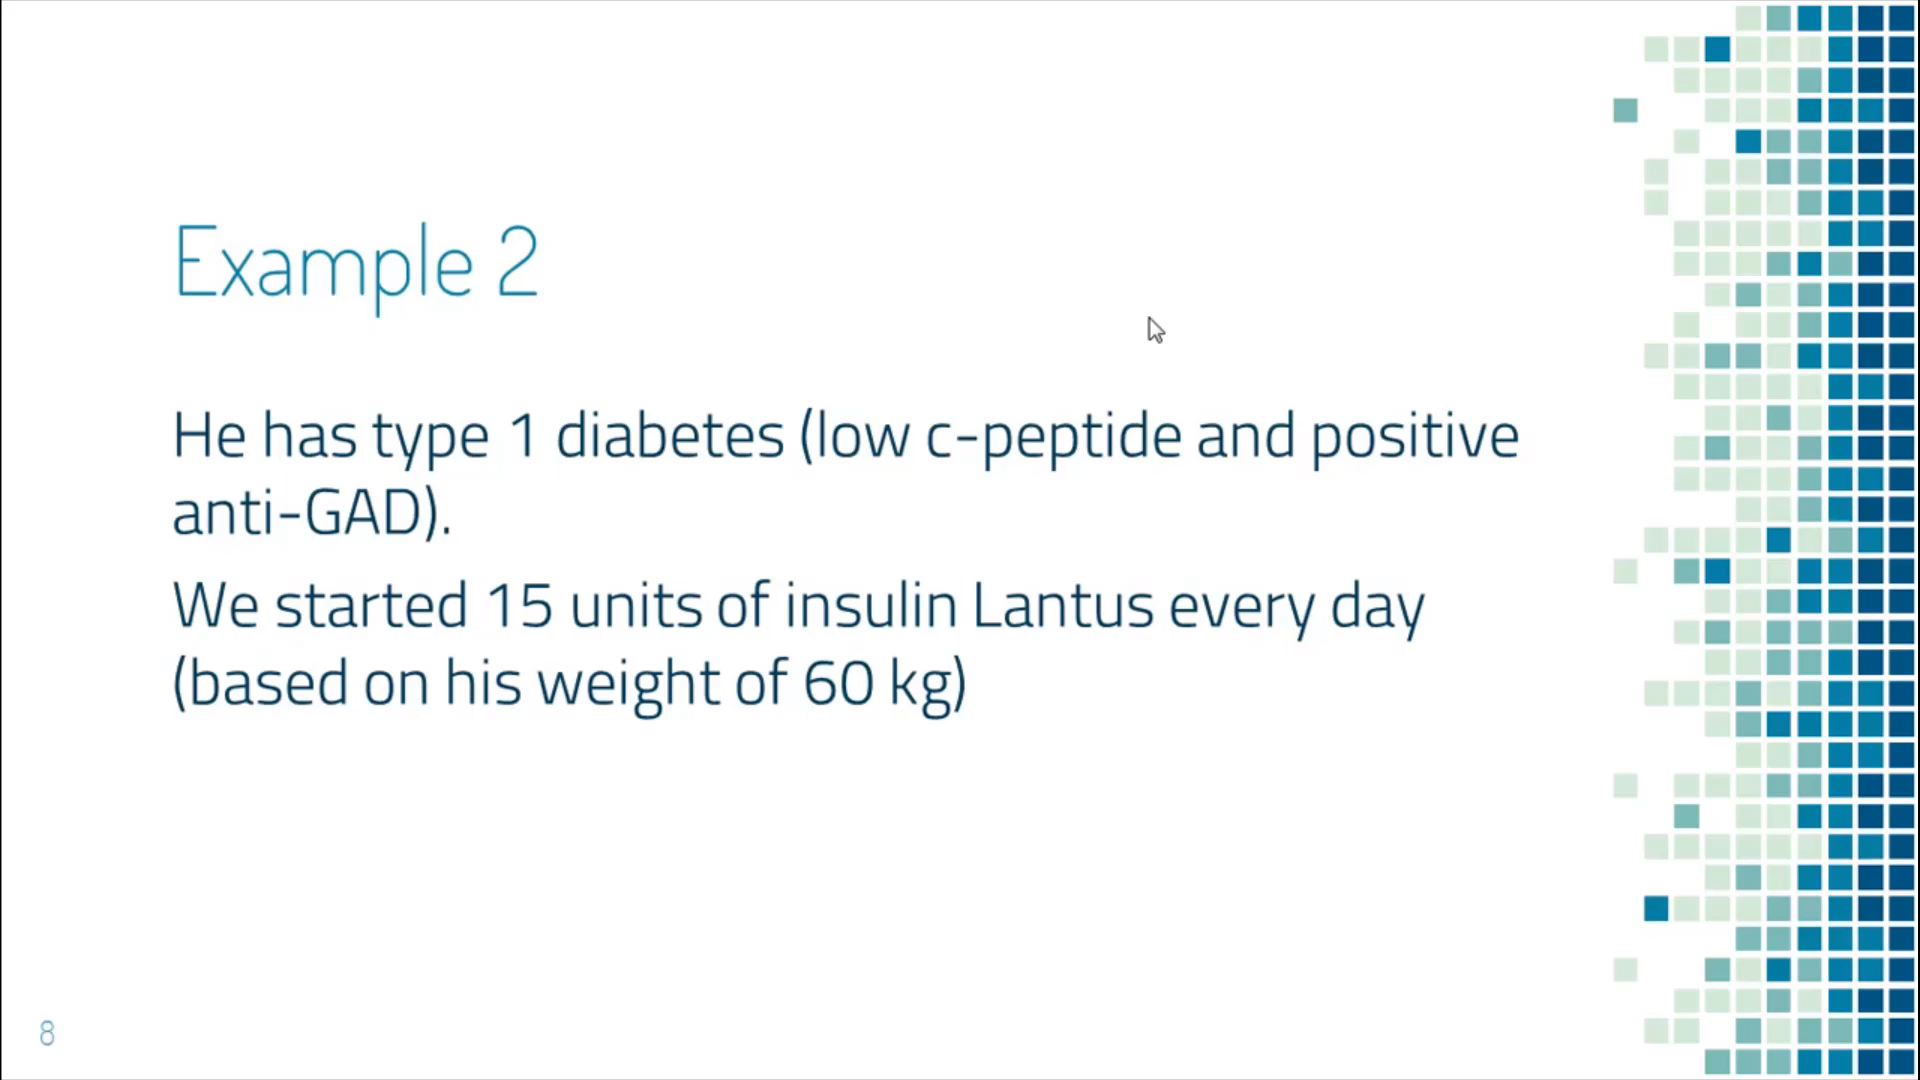 Example 2
He has type 1 diabetes (low c-peptide and positive
anti-GAD).
We started 15 units of insulin Lantus every day
(based on his weight of 60 kg)
8